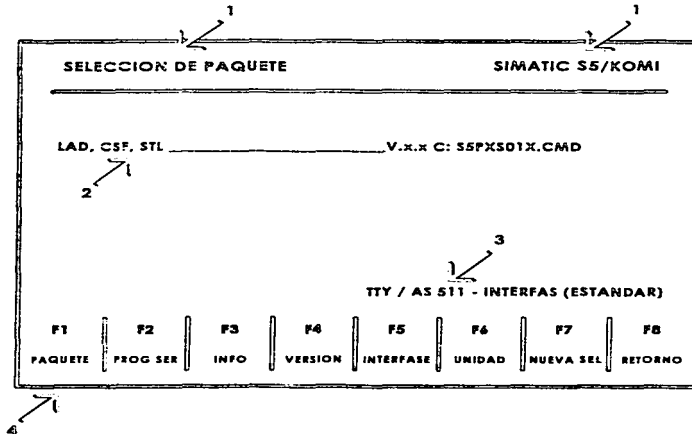 1 1
SELECCION DE PAQUETE SIMATIC S5/KOMI
LAD, CSF, STL V.x.x C: S5PXS01X.CMD
2
3
TTY / AS 511 - INTERFAS (ESTANDAR)
F1 F2 F3 F4 F5 F6 F7 F8
PAQUETE PROG SER INFO VERSION INTERFASE UNIDAD NUEVA SEL RETORNO
4